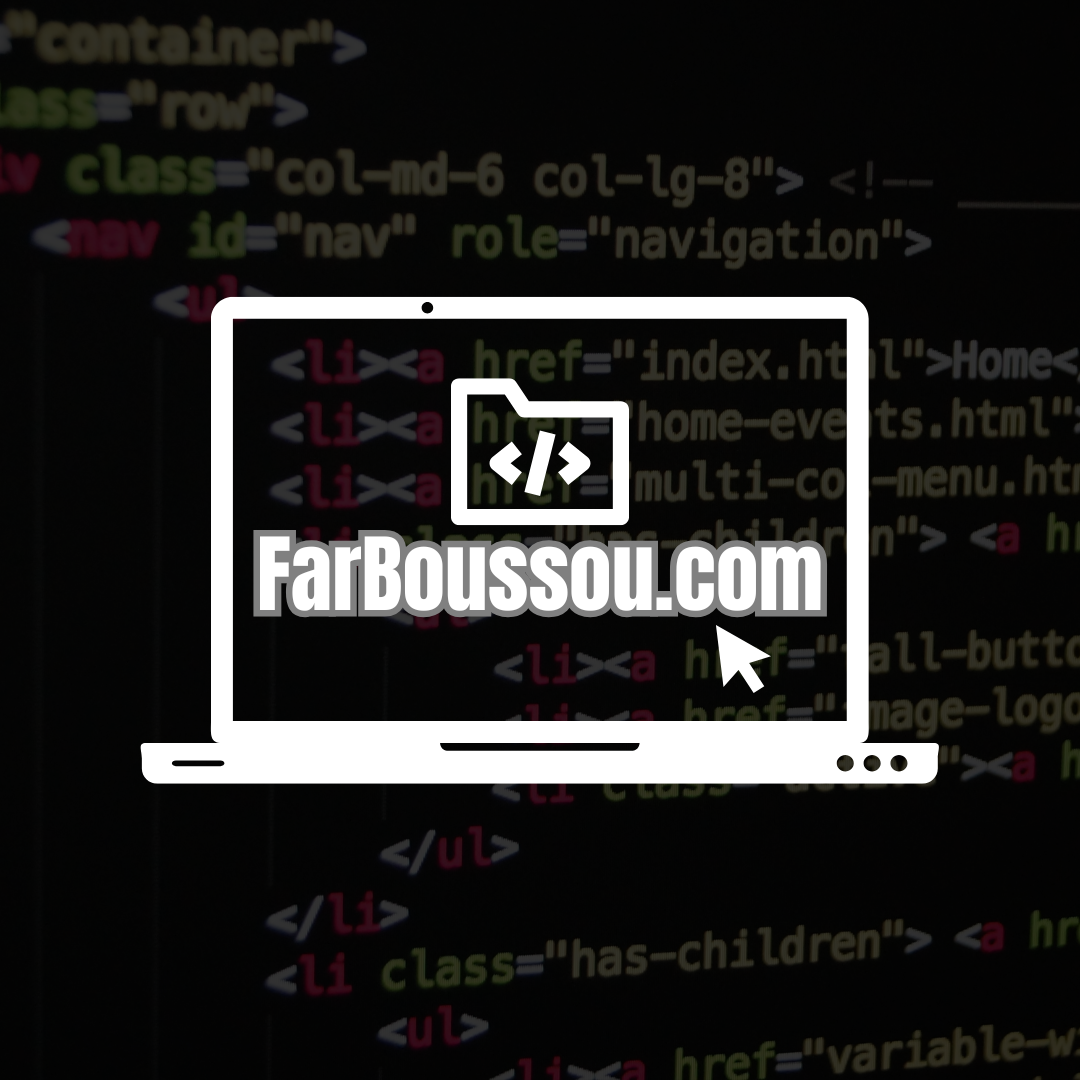 ="container">
lass="row">
iv class="col-md-6 col-lg-8"> <!--
<nav id="nav" role="navigation">
<ul>
<li><a href="index.html">Home<
<li><a href="home-events.html">
<li><a href="multi-col-menu.htm
class="has-children"> <a h
</>
FarBoussou.com
<ul>
<li><a href="tall-butto
<li><a href="image-logo
<li class="active"><a h
</ul>
</li>
<li class="has-children"> <a hr
<ul>
<li><a href="variable-wi